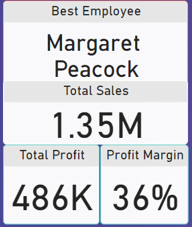 Best Employee
Margaret
Peacock
Total Sales
1.35M
Total Profit
Profit Margin
486K
36%